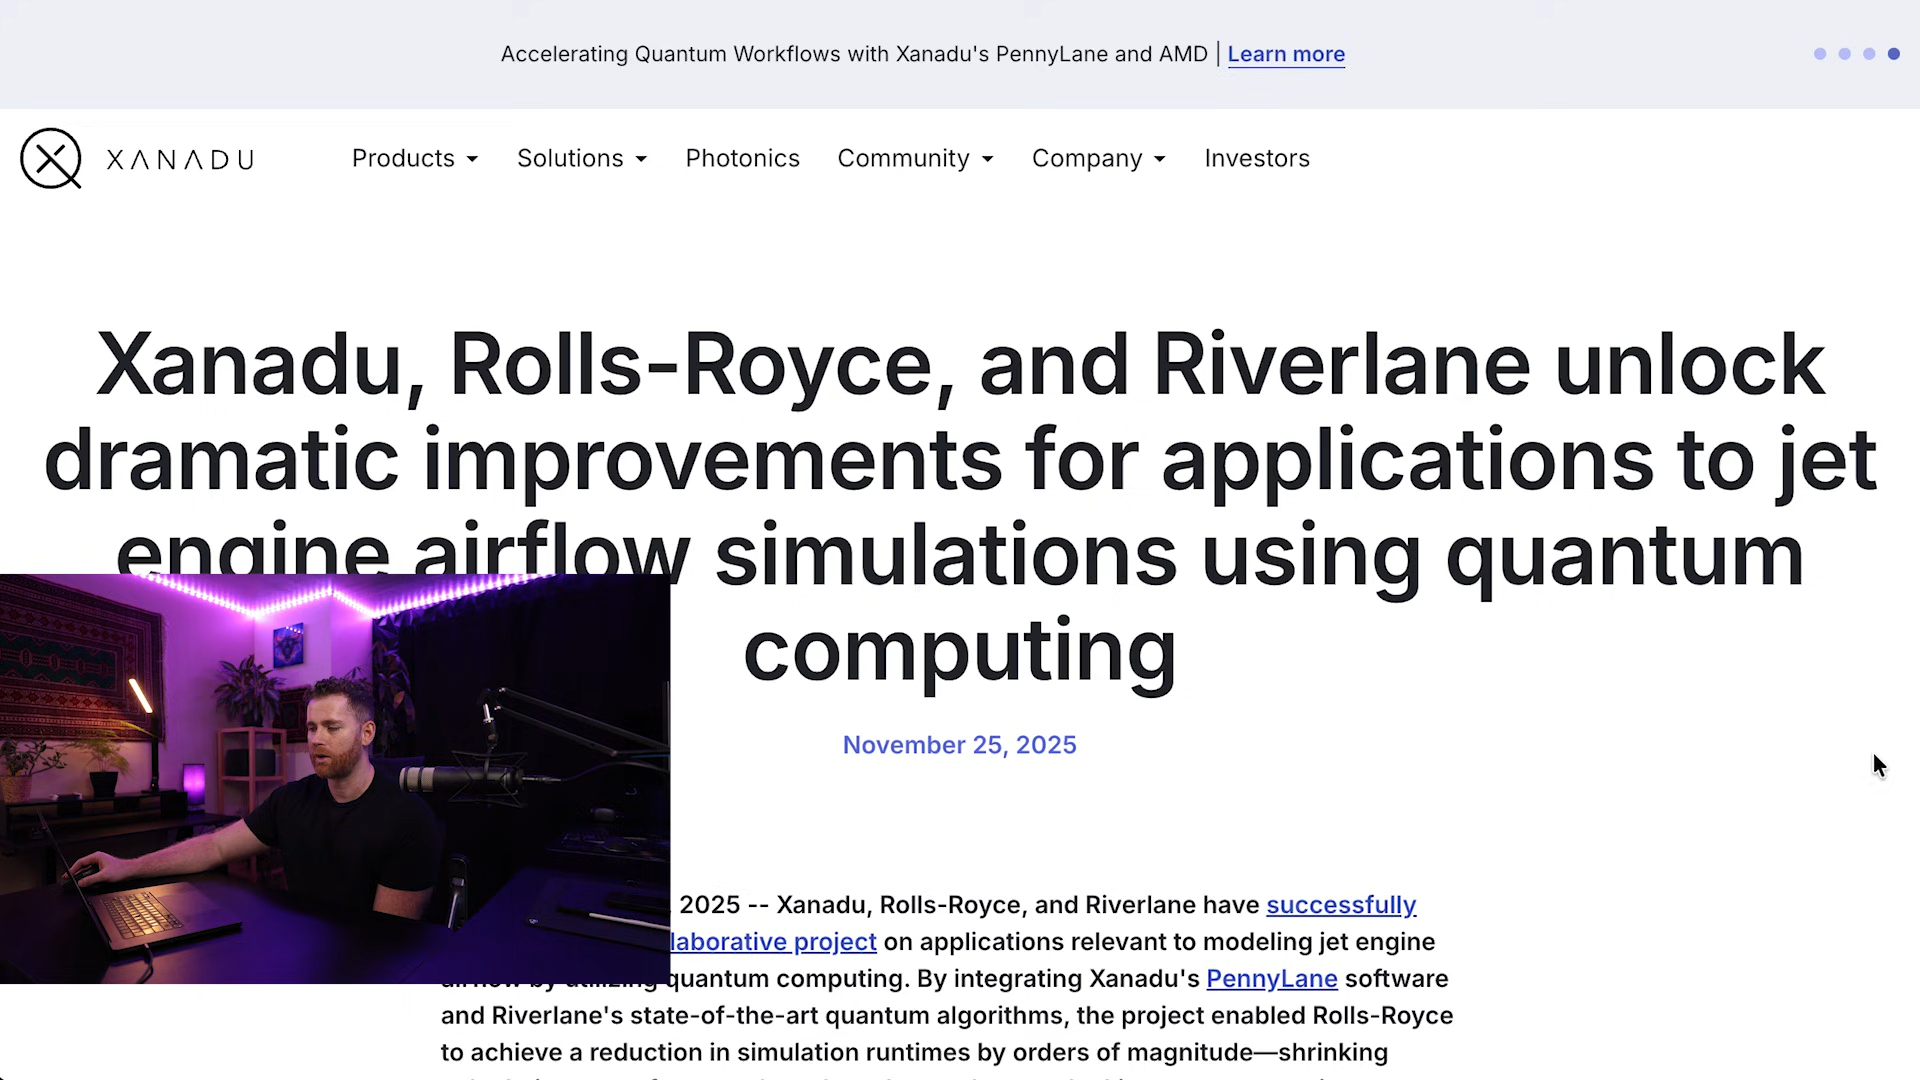 Accelerating Quantum Workflows with Xanadu's PennyLane and AMD | Learn more
XANADU
Products Solutions Photonics Community Company Investors
Xanadu, Rolls-Royce, and Riverlane unlock
dramatic improvements for applications to jet
engine airflow simulations using quantum
computing
November 25, 2025
2025 -- Xanadu, Rolls-Royce, and Riverlane have successfully
laborative project on applications relevant to modeling jet engine
airflow by utilizing quantum computing. By integrating Xanadu's PennyLane software
and Riverlane's state-of-the-art quantum algorithms, the project enabled Rolls-Royce
to achieve a reduction in simulation runtimes by orders of magnitude—shrinking